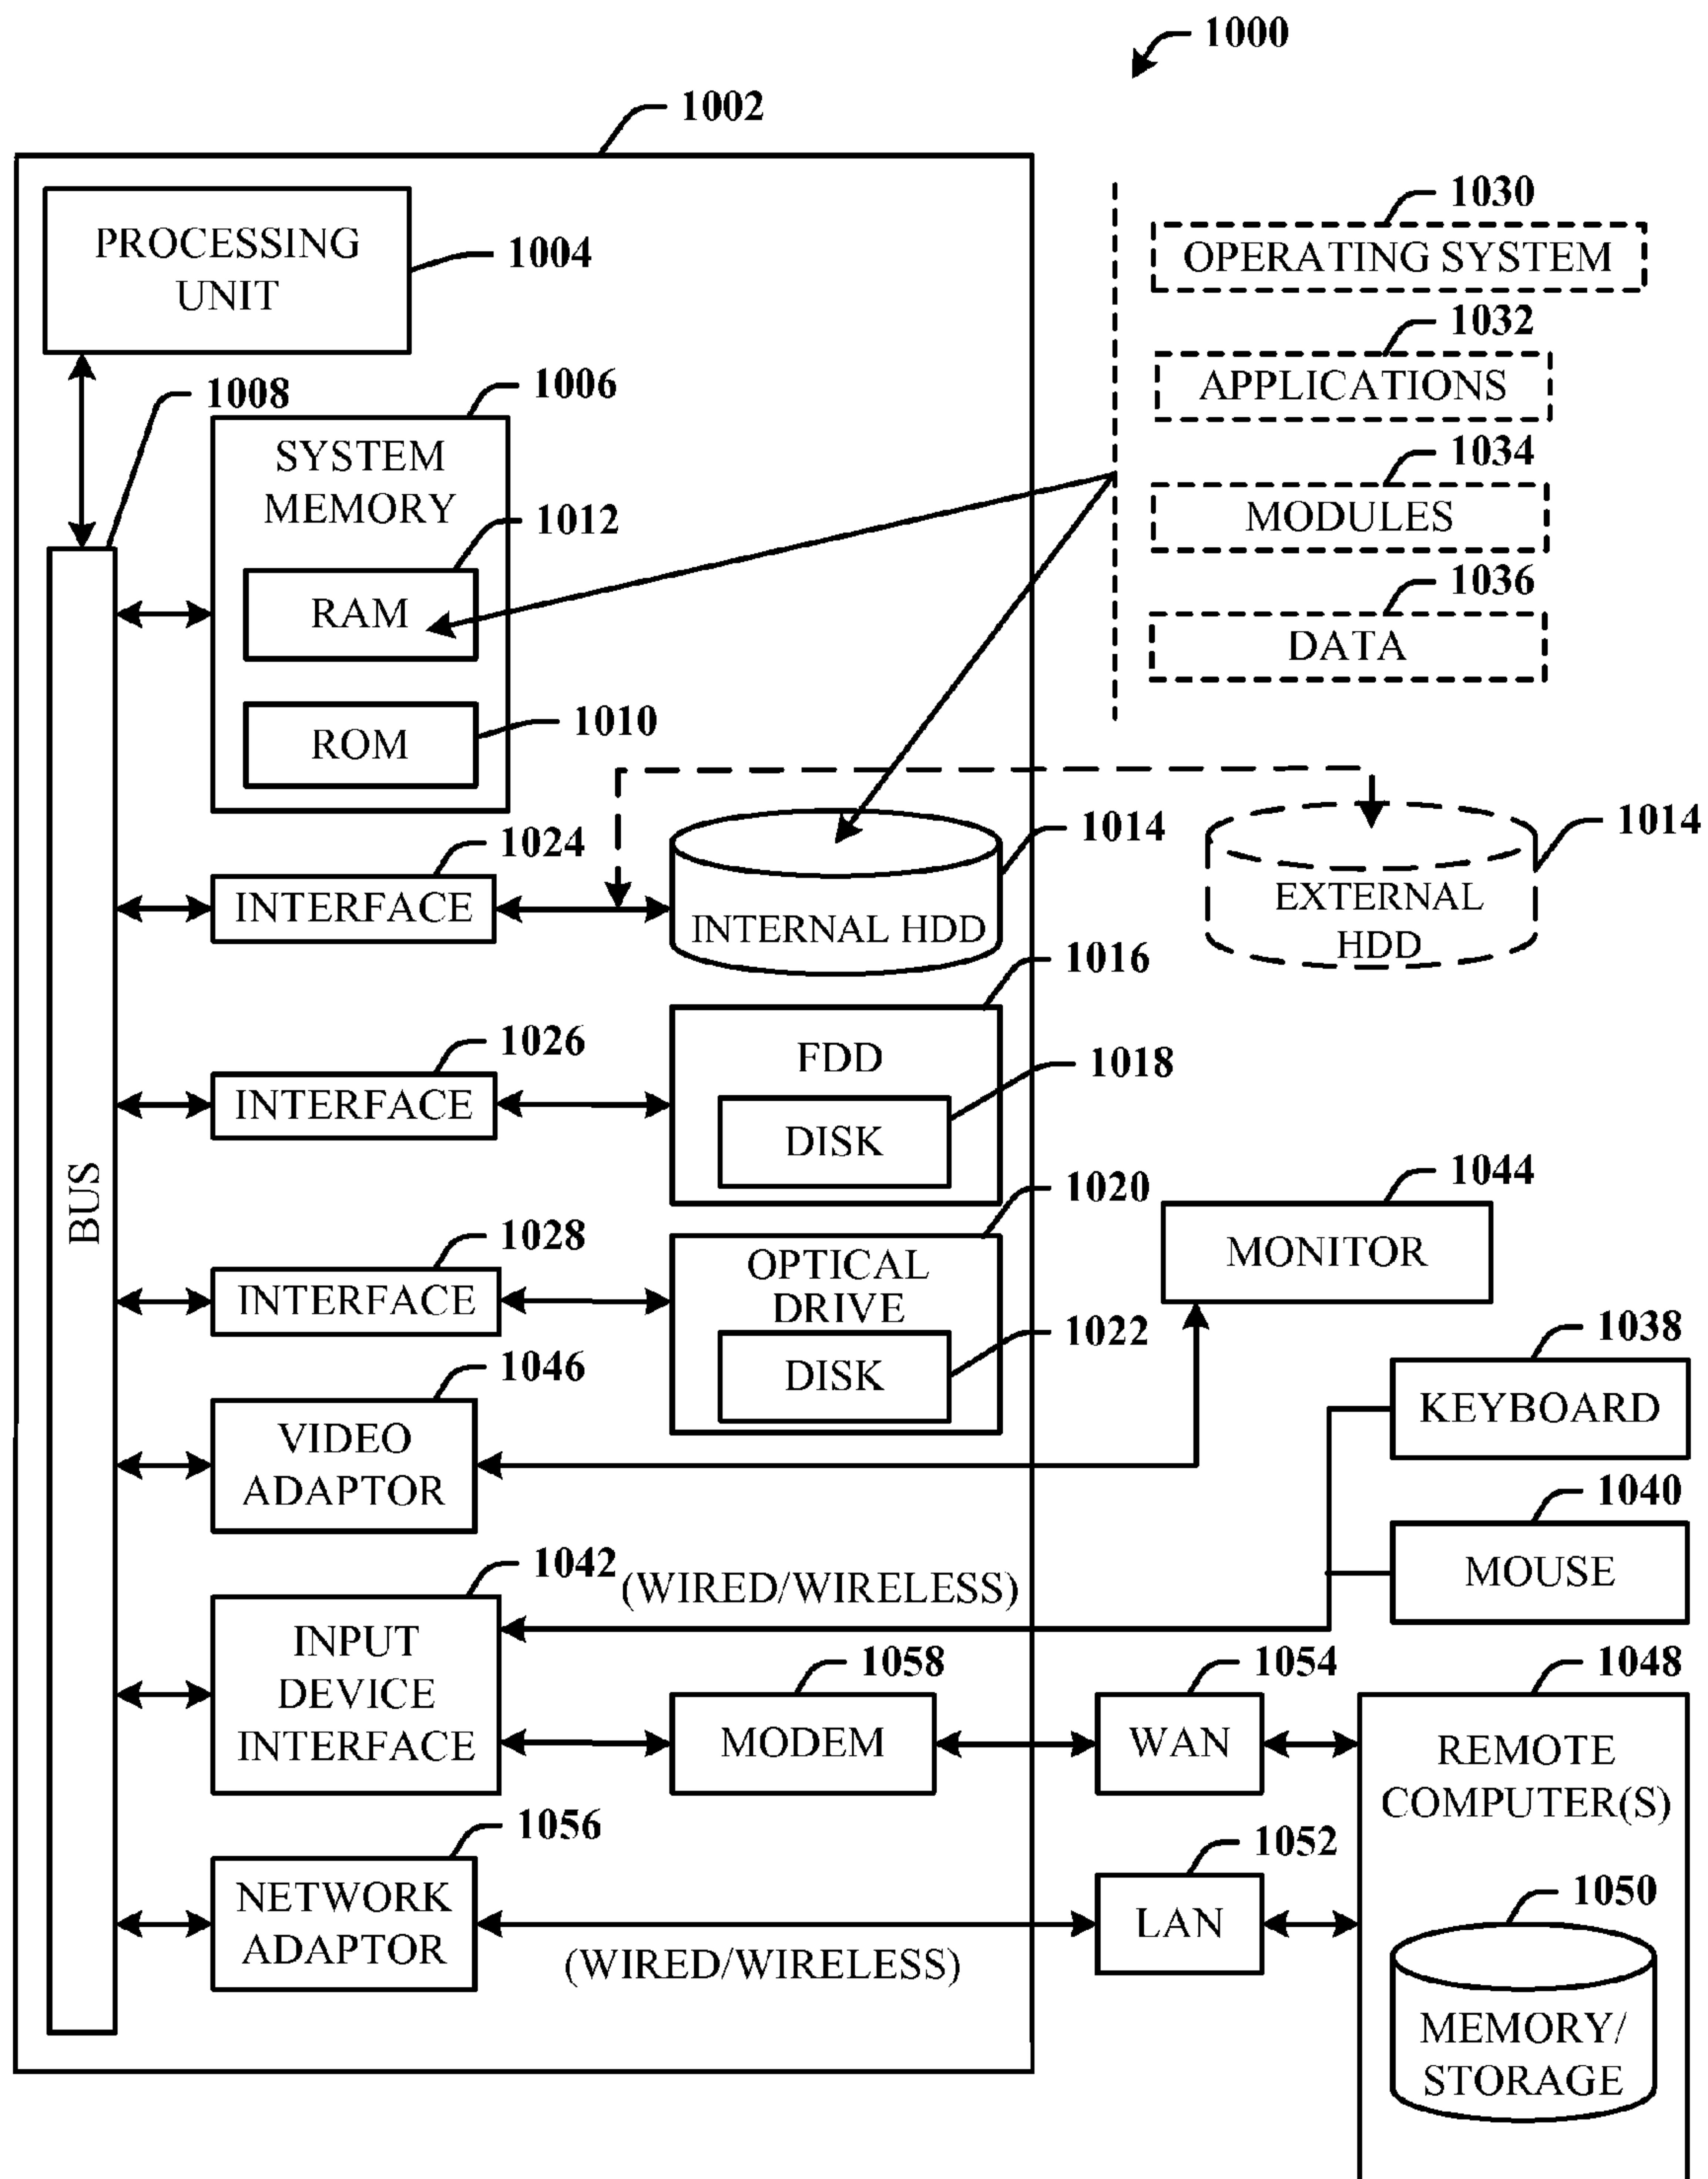 1000
1002
PROCESSING
UNIT
1004
1030
OPERATING SYSTEM
1032
APPLICATIONS
1034
MODULES
1036
DATA
1008
1006
SYSTEM
MEMORY
1012
RAM
1010
ROM
1024
INTERFACE
1014
INTERNAL HDD
1014
EXTERNAL
HDD
1016
FDD
1026
INTERFACE
1018
DISK
BUS
1020
OPTICAL
DRIVE
1028
INTERFACE
1022
DISK
1044
MONITOR
1046
VIDEO
ADAPTOR
1038
KEYBOARD
1040
MOUSE
1042
(WIRED/WIRELESS)
INPUT
DEVICE
INTERFACE
1058
MODEM
1054
WAN
1048
REMOTE
COMPUTER(S)
1056
NETWORK
ADAPTOR
(WIRED/WIRELESS)
1052
LAN
1050
MEMORY/
STORAGE